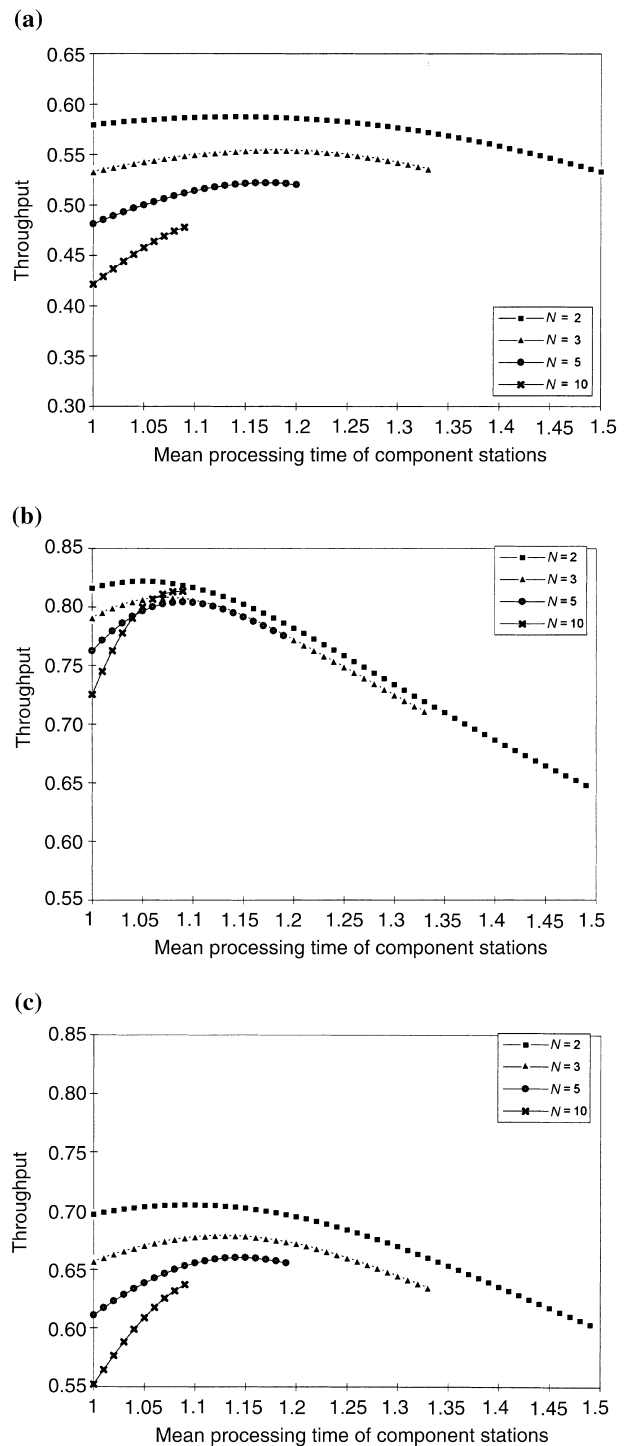 (a)
0.65
0.60
0.55
0.50
0.45
0.40
0.35
0.30
Throughput
N = 2
N = 3
N = 5
N = 10
1 1.05 1.1 1.15 1.2 1.25 1.3 1.35 1.4 1.45 1.5
Mean processing time of component stations
(b)
0.85
0.80
0.75
0.70
0.65
0.60
0.55
Throughput
N = 2
N = 3
N = 5
N = 10
1 1.05 1.1 1.15 1.2 1.25 1.3 1.35 1.4 1.45 1.5
Mean processing time of component stations
(c)
0.85
0.80
0.75
0.70
0.65
0.60
0.55
Throughput
N = 2
N = 3
N = 5
N = 10
1 1.05 1.1 1.15 1.2 1.25 1.3 1.35 1.4 1.45 1.5
Mean processing time of component stations